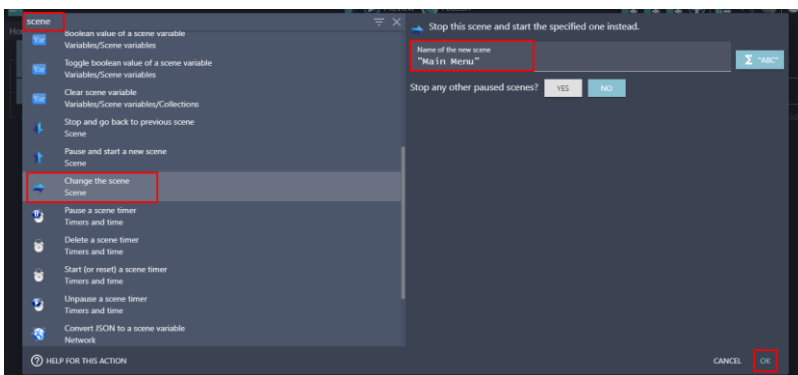 scene
Boolean value of a scene variable
Variables/Scene variables
Toggle boolean value of a scene variable
Variables/Scene variables
Clear scene variable
Variables/Scene variables/Collections
Stop and go back to previous scene
Scene
Pause and start a new scene
Scene
Change the scene
Scene
Pause a scene timer
Timers and time
Delete a scene timer
Timers and time
Start (or reset) a scene timer
Timers and time
Unpause a scene timer
Timers and time
Convert JSON to a scene variable
Network
HELP FOR THIS ACTION
Stop this scene and start the specified one instead.
Name of the new scene
"Main Menu"
Σ "ABC"
Stop any other paused scenes? YES NO
CANCEL OK